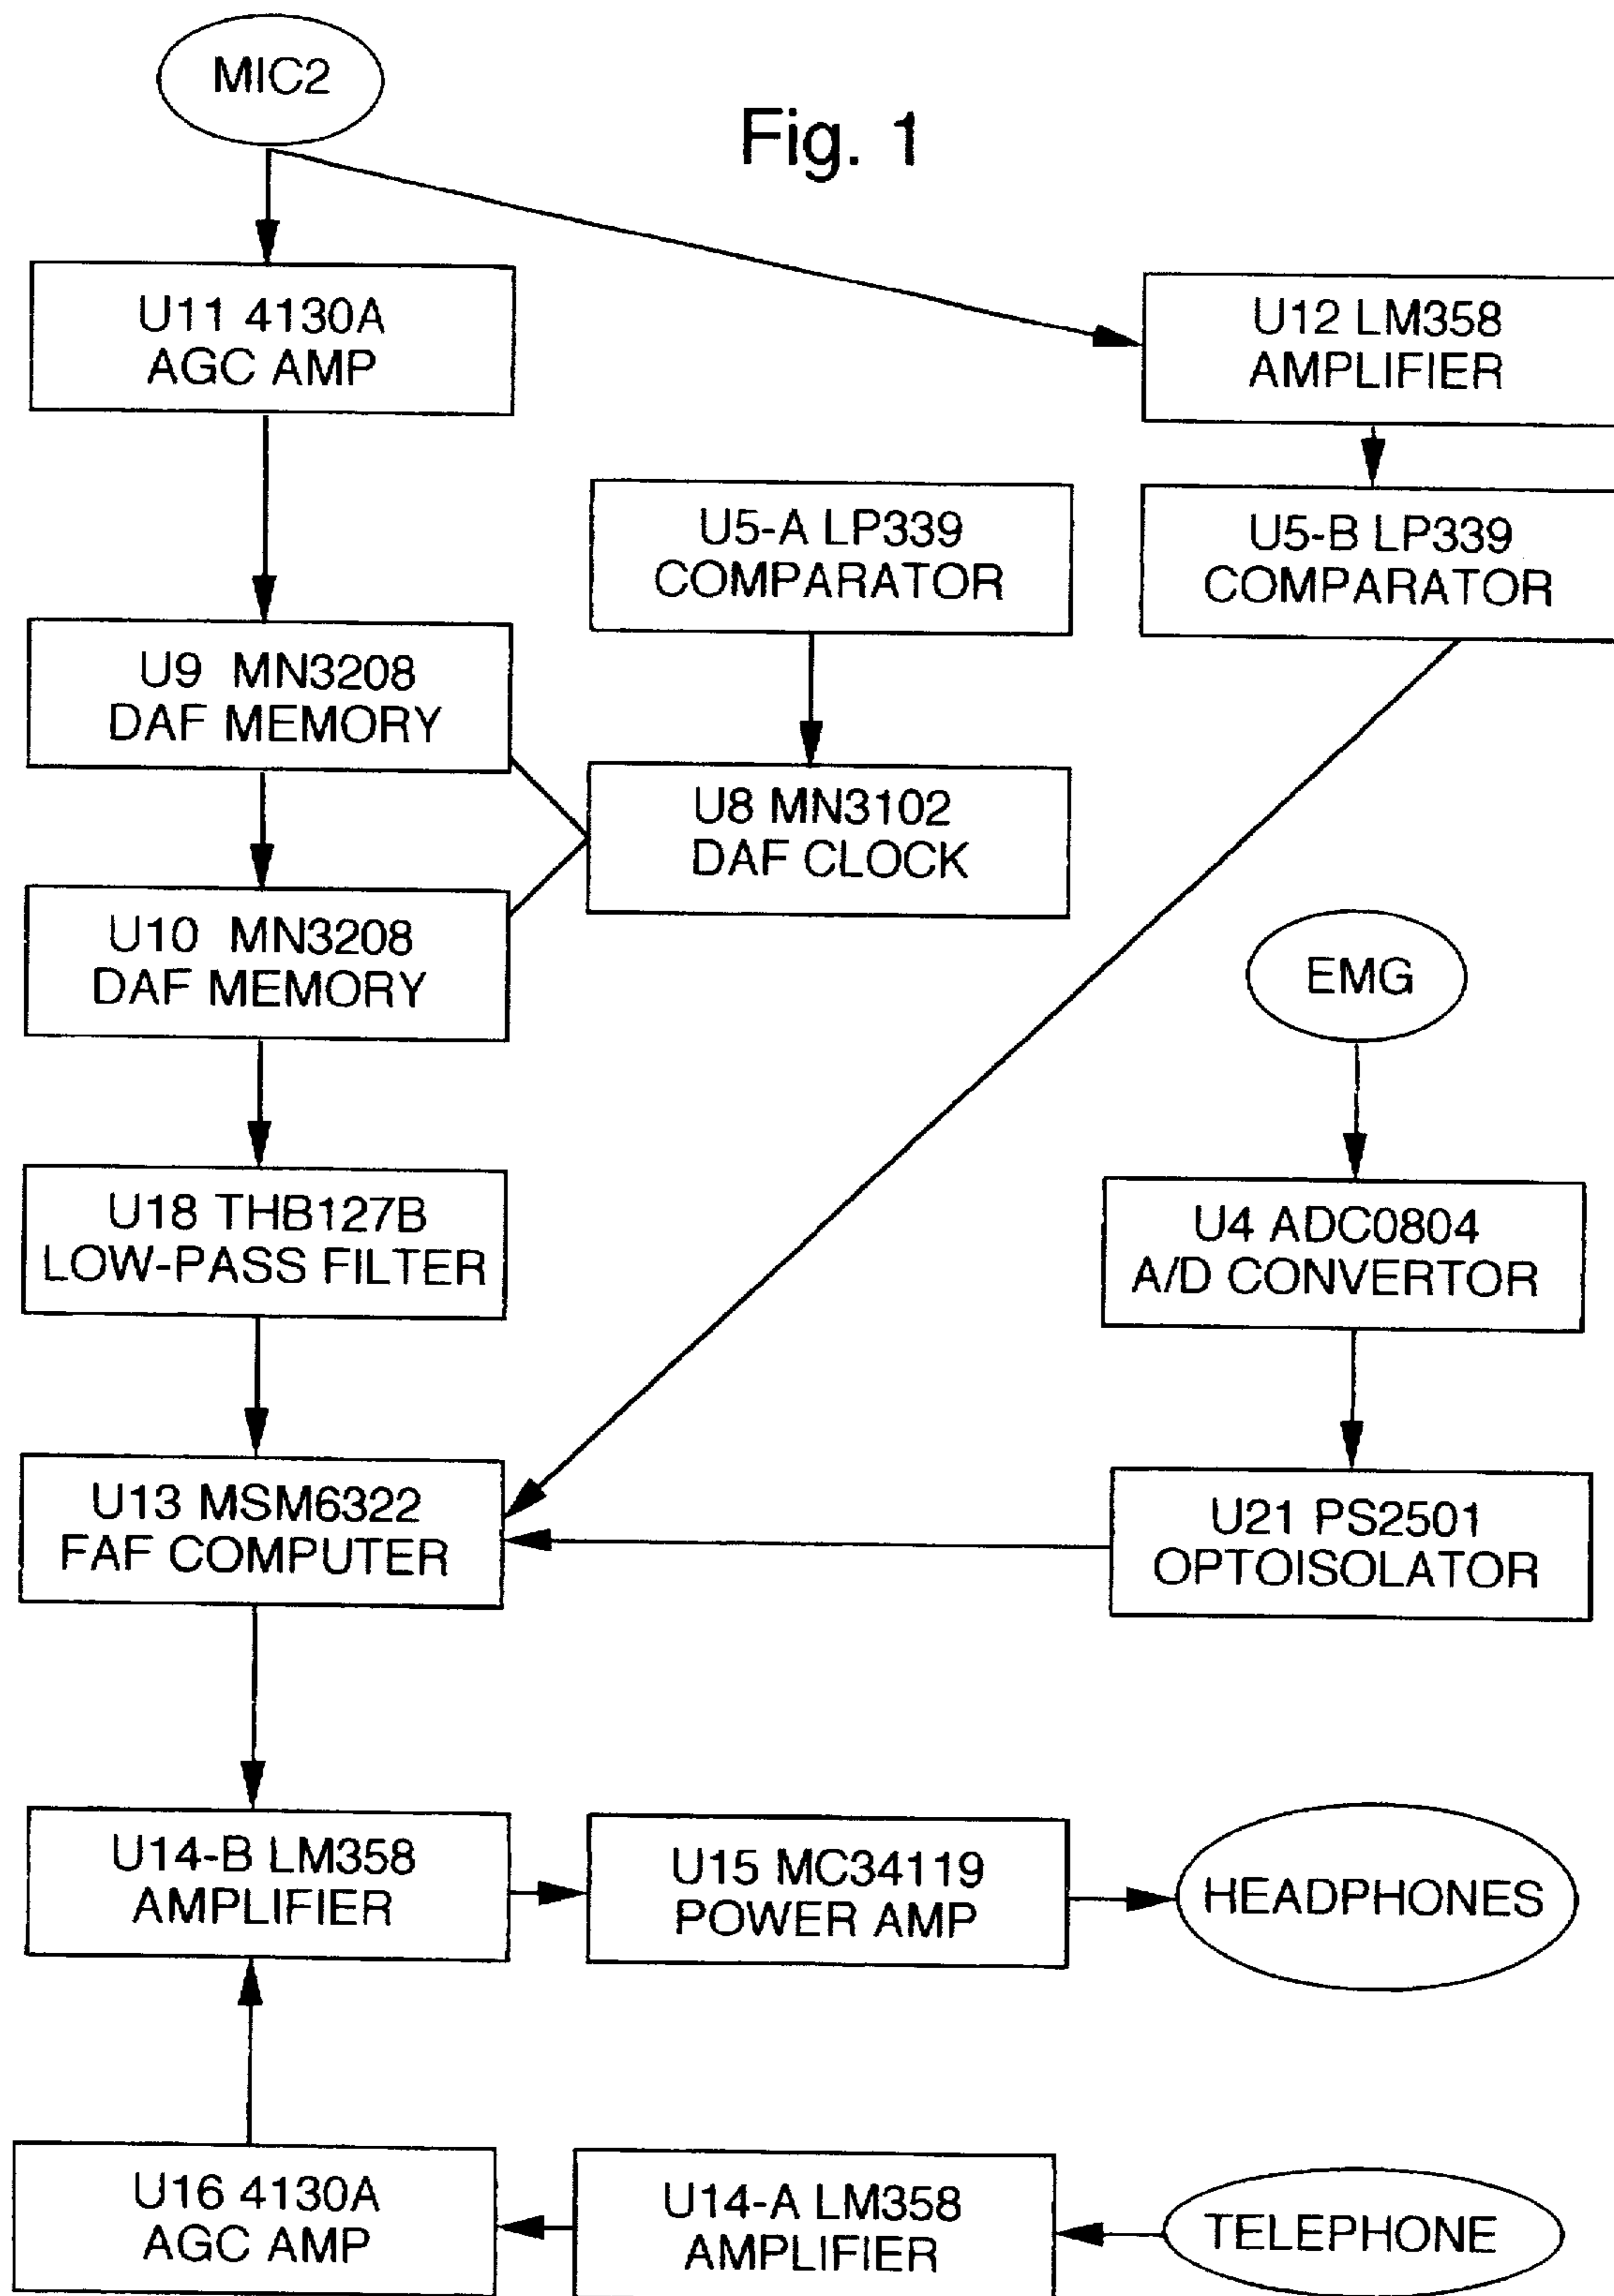 MIC2
Fig. 1
U11 4130A
AGC AMP
U12 LM358
AMPLIFIER
U5-A LP339
COMPARATOR
U5-B LP339
COMPARATOR
U9 MN3208
DAF MEMORY
U8 MN3102
DAF CLOCK
U10 MN3208
DAF MEMORY
EMG
U18 THB127B
LOW-PASS FILTER
U4 ADC0804
A/D CONVERTOR
U13 MSM6322
FAF COMPUTER
U21 PS2501
OPTOISOLATOR
U14-B LM358
AMPLIFIER
U15 MC34119
POWER AMP
HEADPHONES
U16 4130A
AGC AMP
U14-A LM358
AMPLIFIER
TELEPHONE